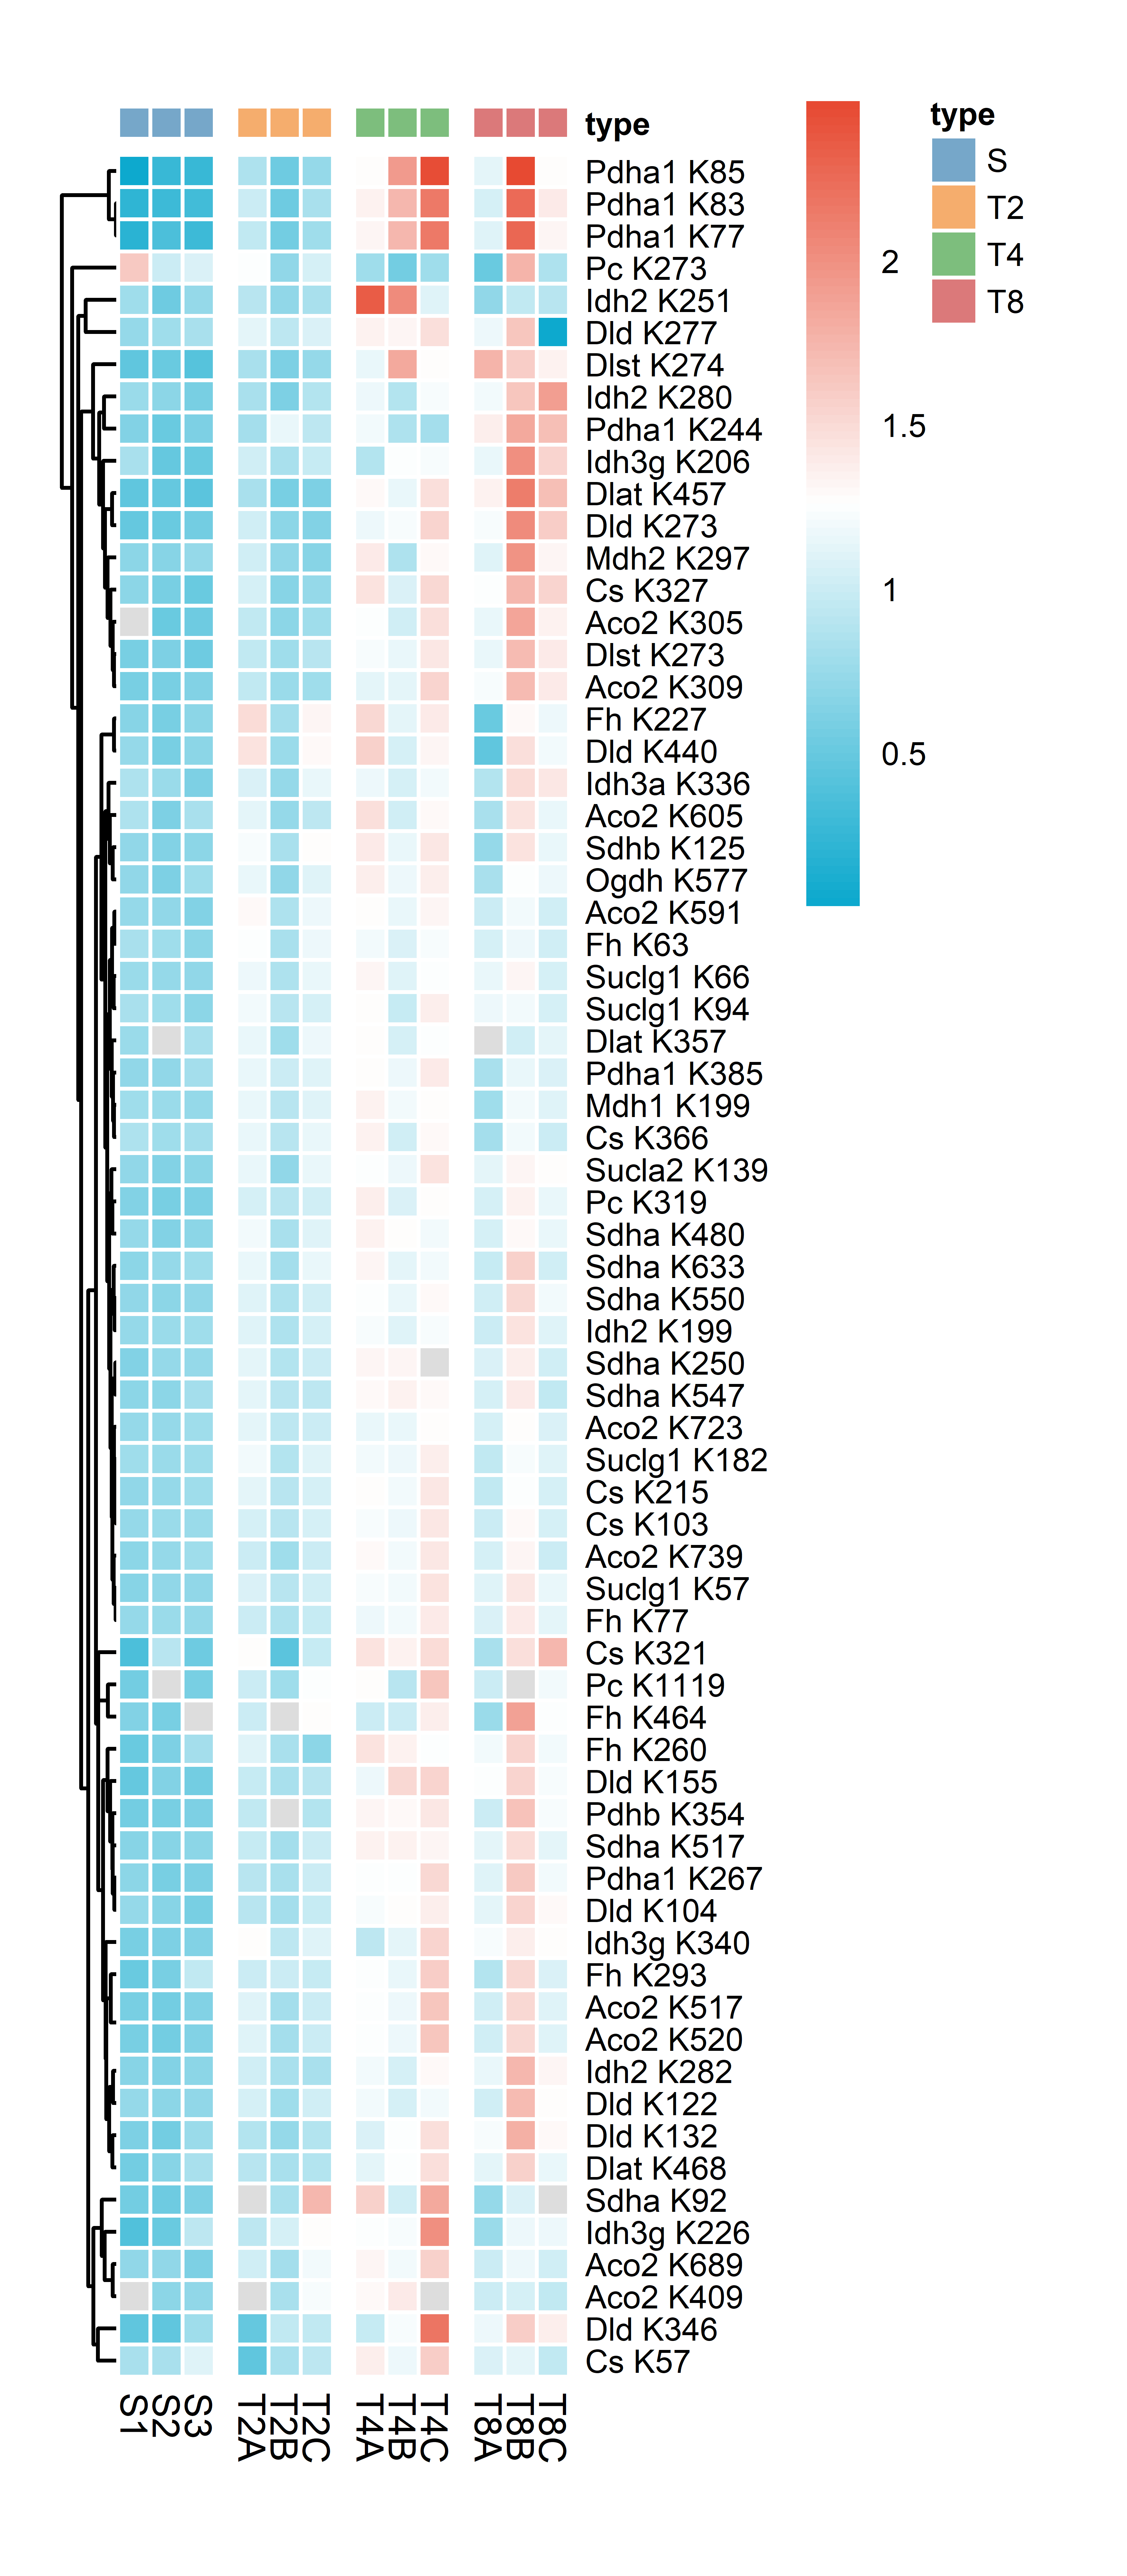 type
Pdha1 K85
Pdha1 K83
Pdha1 K77
Pc K273
Idh2 K251
Dld K277
Dlst K274
Idh2 K280
Pdha1 K244
Idh3g K206
Dlat K457
Dld K273
Mdh2 K297
Cs K327
Aco2 K305
Dlst K273
Aco2 K309
Fh K227
Dld K440
Idh3a K336
Aco2 K605
Sdhb K125
Ogdh K577
Aco2 K591
Fh K63
Suclg1 K66
Suclg1 K94
Dlat K357
Pdha1 K385
Mdh1 K199
Cs K366
Sucla2 K139
Pc K319
Sdha K480
Sdha K633
Sdha K550
Idh2 K199
Sdha K250
Sdha K547
Aco2 K723
Suclg1 K182
Cs K215
Cs K103
Aco2 K739
Suclg1 K57
Fh K77
Cs K321
Pc K1119
Fh K464
Fh K260
Dld K155
Pdhb K354
Sdha K517
Pdha1 K267
Dld K104
Idh3g K340
Fh K293
Aco2 K517
Aco2 K520
Idh2 K282
Dld K122
Dld K132
Dlat K468
Sdha K92
Idh3g K226
Aco2 K689
Aco2 K409
Dld K346
Cs K57
S1
S2
S3
T2A
T2B
T2C
T4A
T4B
T4C
T8A
T8B
T8C
2
1.5
1
0.5
type
S
T2
T4
T8